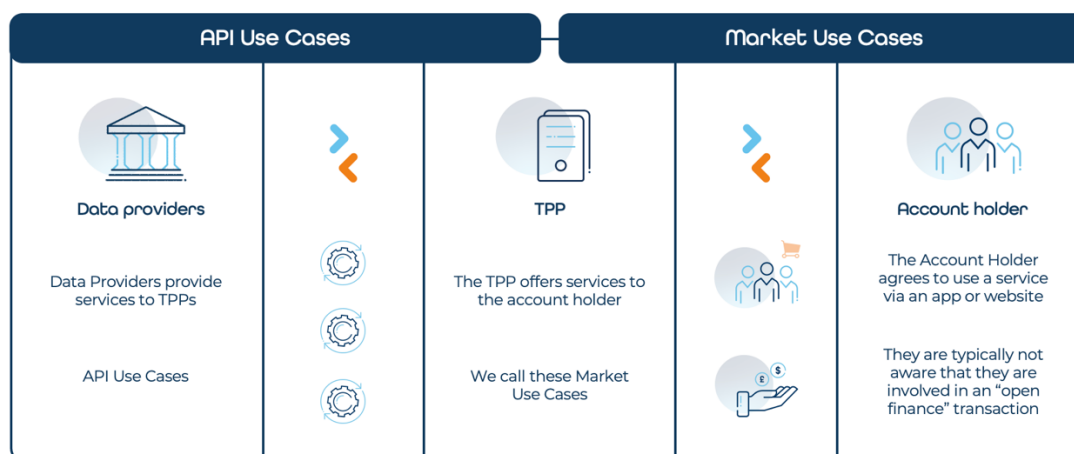 API Use Cases
Market Use Cases
Data providers
TPP
Account holder
Data Providers provide
services to TPPs
API Use Cases
The TPP offers services to
the account holder
We call these Market
Use Cases
£
$
The Account Holder
agrees to use a service
via an app or website
They are typically not
aware that they are
involved in an “open
finance” transaction